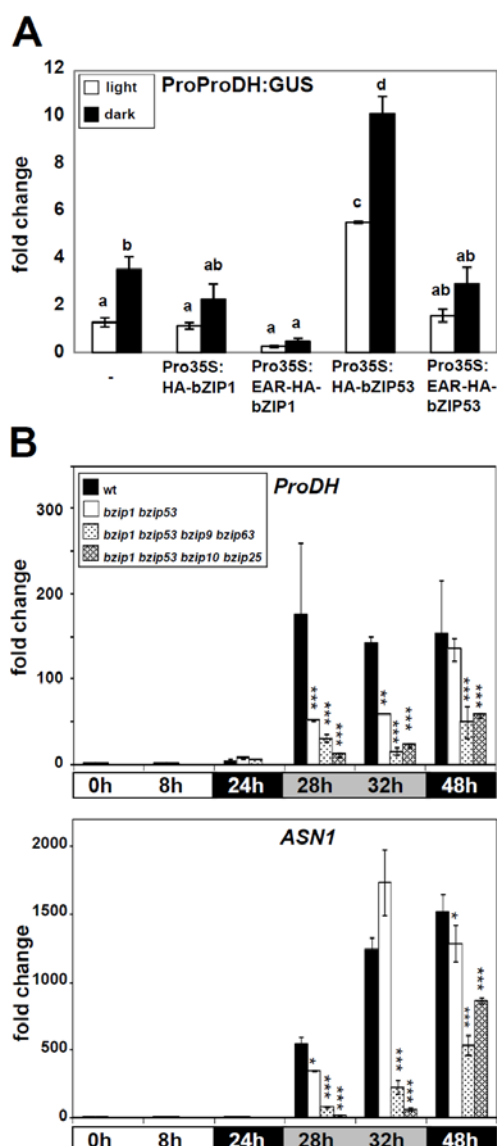 A
ProProDH:GUS
light
dark
fold change
12
10
8
6
4
2
0
a b a ab a a c d ab ab
-
Pro35S: HA-bZIP1
Pro35S: EAR-HA-bZIP1
Pro35S: HA-bZIP53
Pro35S: EAR-HA-bZIP53
B
ProDH
wt
bzip1 bzip53
bzip1 bzip53 bzip9 bzip63
bzip1 bzip53 bzip10 bzip25
fold change
300
200
100
0
*** *** *** ** *** *** *** ***
0h 8h 24h 28h 32h 48h
ASN1
fold change
2000
1500
1000
500
0
* *** *** *** *** * *** ***
0h 8h 24h 28h 32h 48h